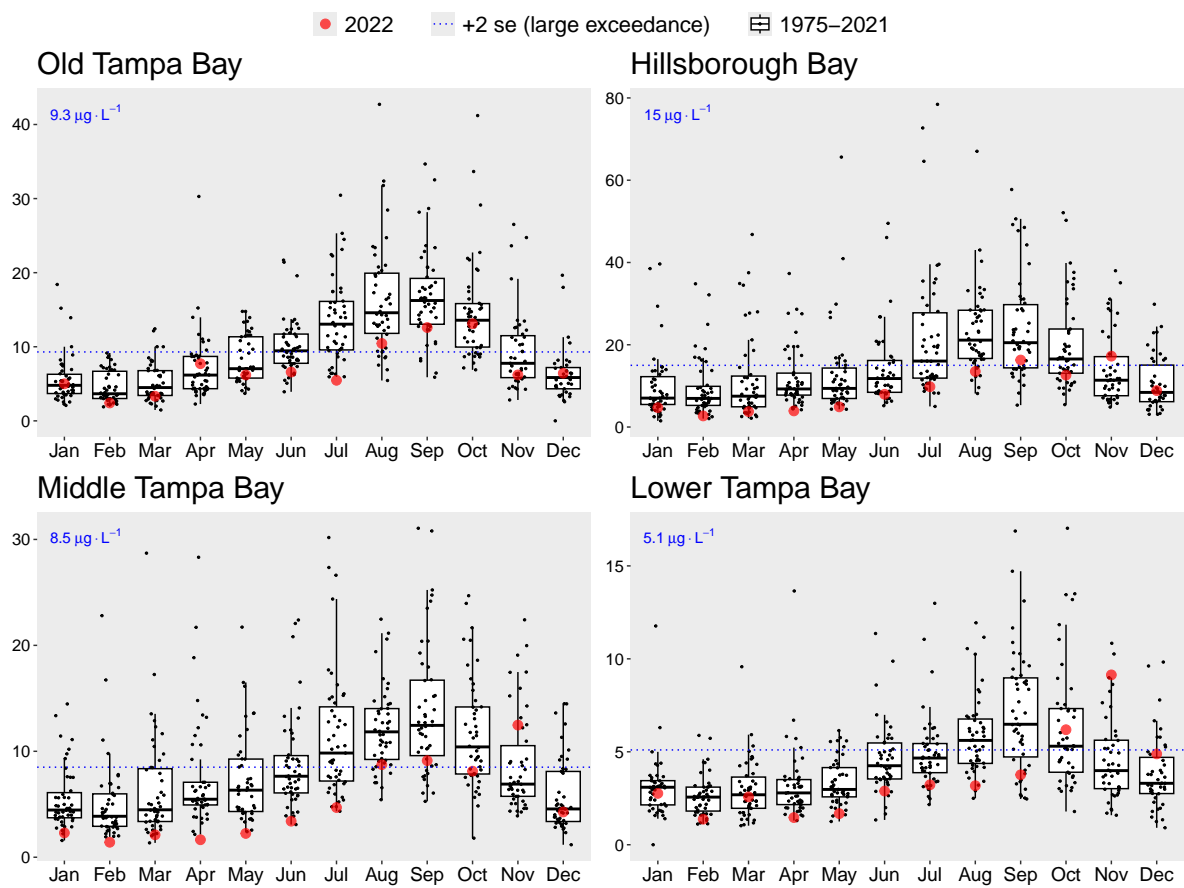 2022 +2 se (large exceedance) 1975−2021
Old Tampa Bay
9.3 μg⋅L⁻¹
40
30
20
10
0
Jan Feb Mar Apr May Jun Jul Aug Sep Oct Nov Dec
Hillsborough Bay
15 μg⋅L⁻¹
80
60
40
20
0
Jan Feb Mar Apr May Jun Jul Aug Sep Oct Nov Dec
Middle Tampa Bay
8.5 μg⋅L⁻¹
30
20
10
0
Jan Feb Mar Apr May Jun Jul Aug Sep Oct Nov Dec
Lower Tampa Bay
5.1 μg⋅L⁻¹
15
10
5
0
Jan Feb Mar Apr May Jun Jul Aug Sep Oct Nov Dec